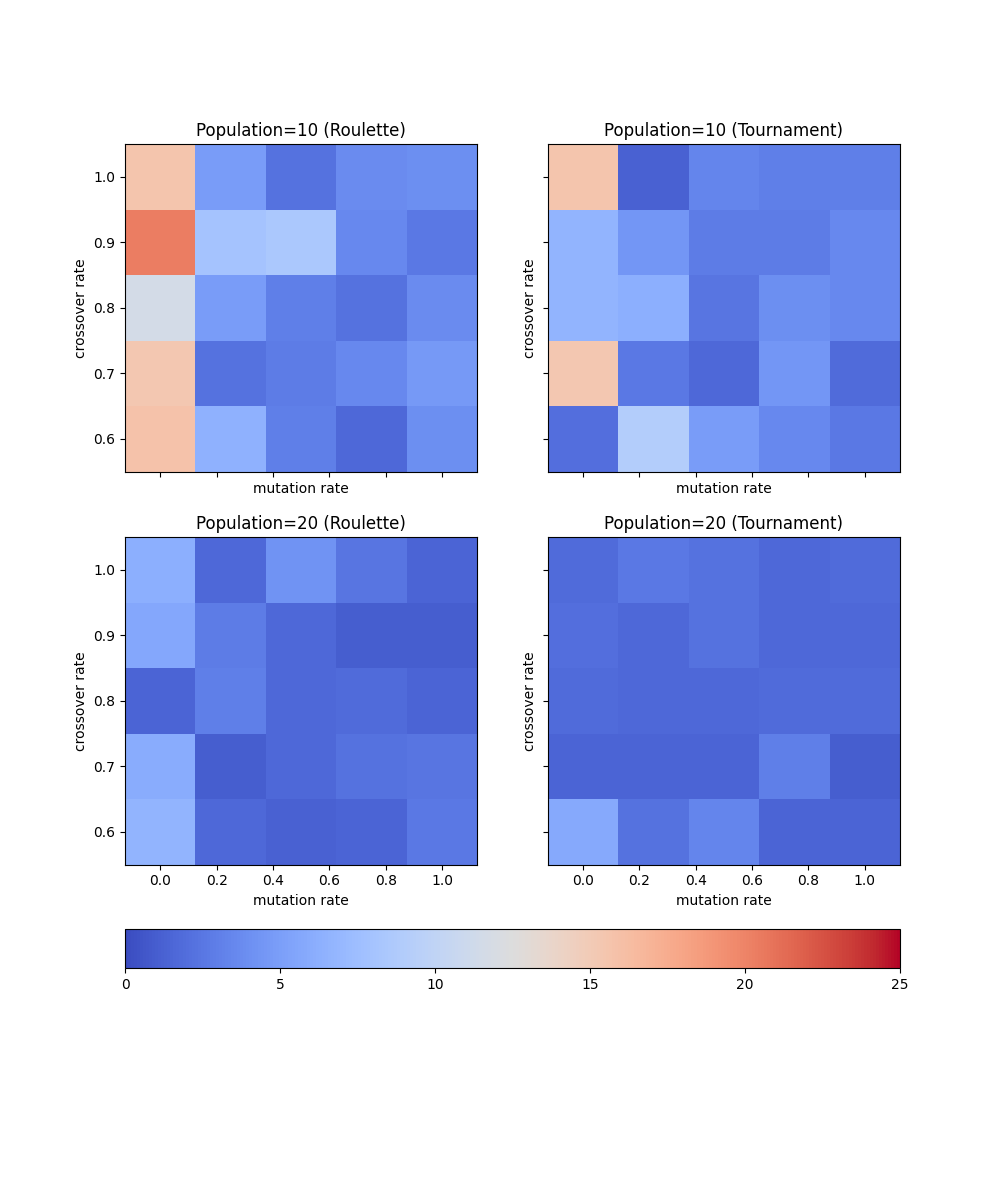 Population=10 (Roulette)
Population=10 (Tournament)
1.0
0.9
0.8
0.7
0.6
crossover rate
crossover rate
mutation rate
mutation rate
Population=20 (Roulette)
Population=20 (Tournament)
1.0
0.9
0.8
0.7
0.6
crossover rate
crossover rate
0.0 0.2 0.4 0.6 0.8 1.0
0.0 0.2 0.4 0.6 0.8 1.0
mutation rate
mutation rate
0 5 10 15 20 25